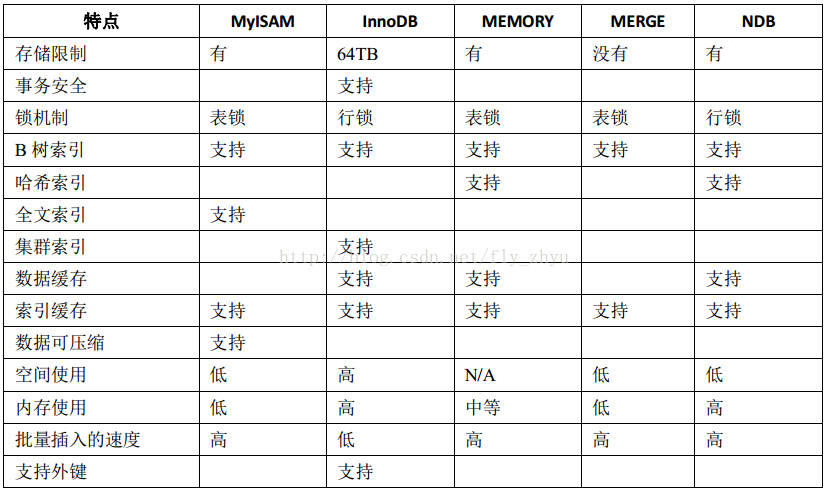 特点 MyISAM InnoDB MEMORY MERGE NDB
存储限制 有 64TB 有 没有 有
事务安全 支持
锁机制 表锁 行锁 表锁 表锁 行锁
B 树索引 支持 支持 支持 支持 支持
哈希索引 支持 支持
全文索引 支持
集群索引 支持
http://blog.csdn.net/fly_zhyu
数据缓存 支持 支持 支持
索引缓存 支持 支持 支持 支持 支持
数据可压缩 支持
空间使用 低 高 N/A 低 低
内存使用 低 高 中等 低 高
批量插入的速度 高 低 高 高 高
支持外键 支持